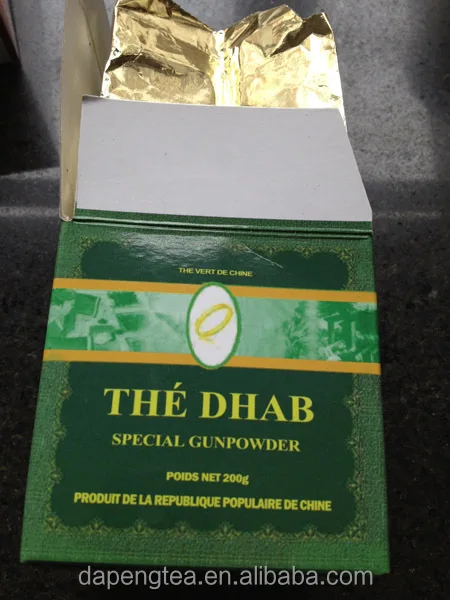 THE VERT DE CHINE
THÉ DHAB
SPECIAL GUNPOWDER
POIDS NET 200g
PRODUIT DE LA REPUBLIQUE POPULAIRE DE CHINE
dapengtea.en.alibaba.com